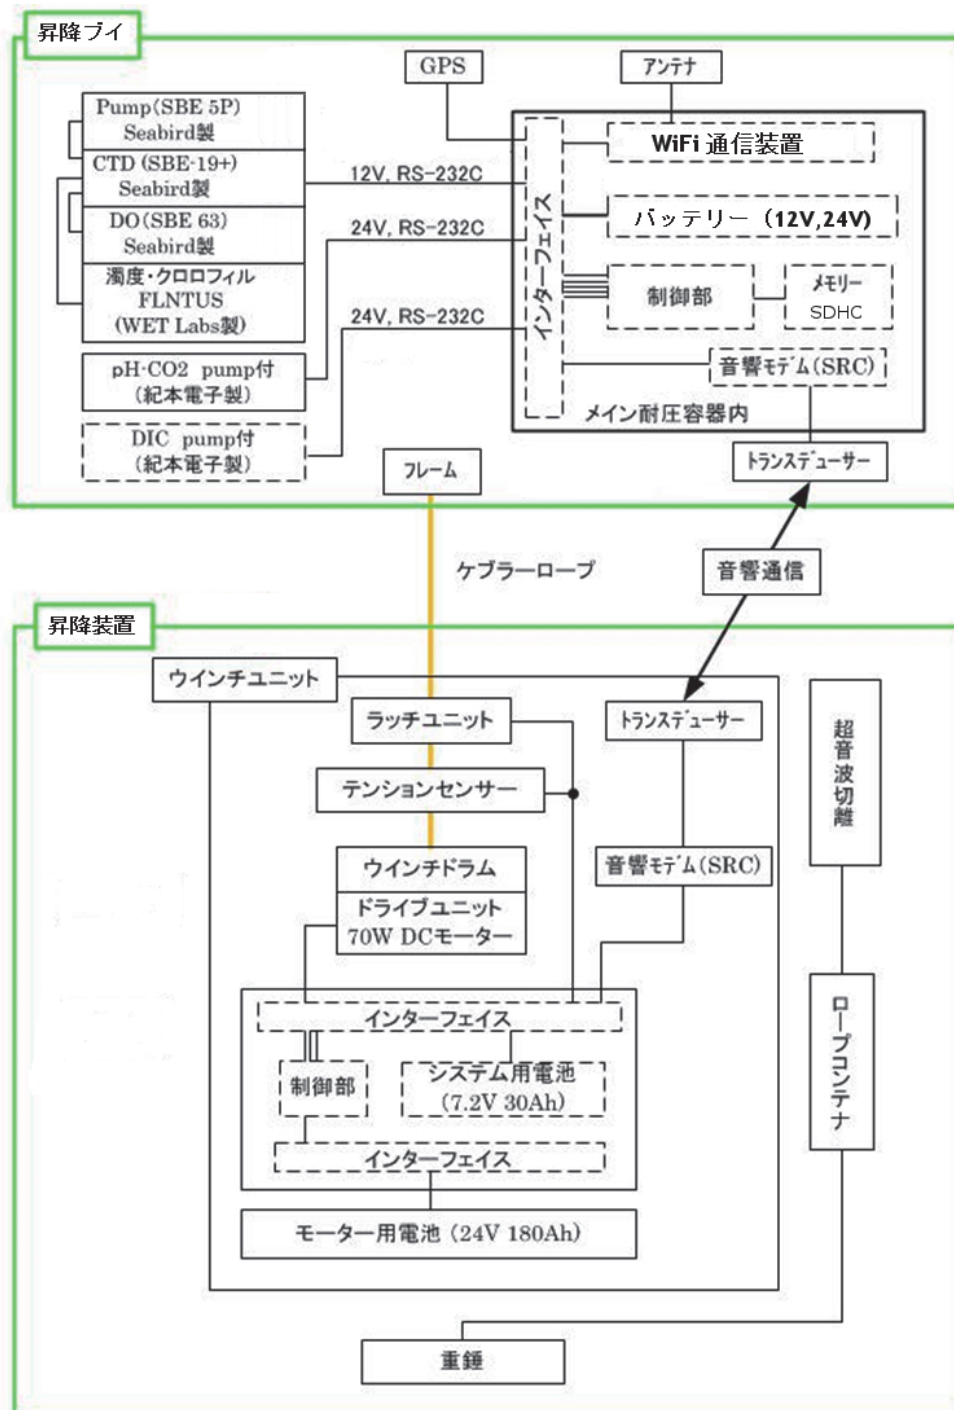 昇降ブイ
GPS
アンテナ
Pump(SBE 5P)
Seabird製
CTD (SBE-19+)
Seabird製
DO(SBE 63)
Seabird製
濁度・クロロフィル
FLNTUS
(WET Labs製)
pH・CO2 pump付
(紀本電子製)
DIC pump付
(紀本電子製)
12V, RS-232C
24V, RS-232C
24V, RS-232C
インターフェイス
WiFi 通信装置
バッテリー（12V,24V)
制御部
メモリー
SDHC
音響モデム(SRC)
メイン耐圧容器内
トランスデューサー
フレーム
ケブラーロープ
音響通信
昇降装置
ウインチユニット
ラッチユニット
トランスデューサー
テンションセンサー
超音波切離
ウインチドラム
ドライブユニット
70W DCモーター
音響モデム(SRC)
インターフェイス
制御部
システム用電池
(7.2V 30Ah)
インターフェイス
モーター用電池 (24V 180Ah)
ロープコンテナ
重錘